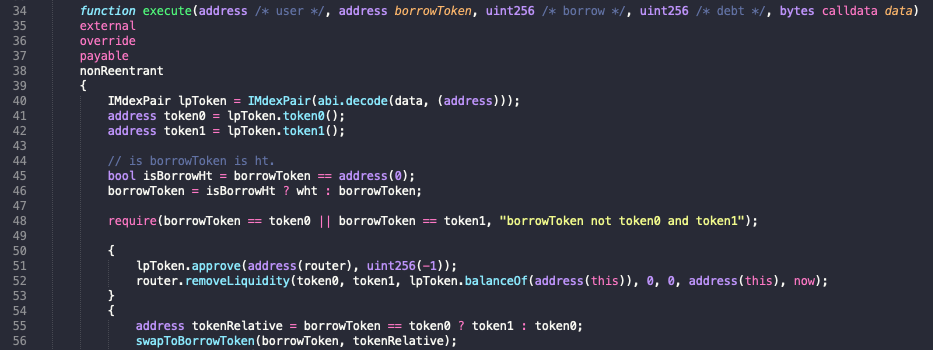 34 function execute(address /* user */, address borrowToken, uint256 /* borrow */, uint256 /* debt */, bytes calldata data)
35 external
36 override
37 payable
38 nonReentrant
39 {
40 IMdexPair lpToken = IMdexPair(abi.decode(data, (address)));
41 address token0 = lpToken.token0();
42 address token1 = lpToken.token1();
43
44 // is borrowToken is ht.
45 bool isBorrowHt = borrowToken == address(0);
46 borrowToken = isBorrowHt ? wht : borrowToken;
47
48 require(borrowToken == token0 || borrowToken == token1, "borrowToken not token0 and token1");
49
50 {
51 lpToken.approve(address(router), uint256(-1));
52 router.removeLiquidity(token0, token1, lpToken.balanceOf(address(this)), 0, 0, address(this), now);
53 }
54 {
55 address tokenRelative = borrowToken == token0 ? token1 : token0;
56 swapToBorrowToken(borrowToken, tokenRelative);